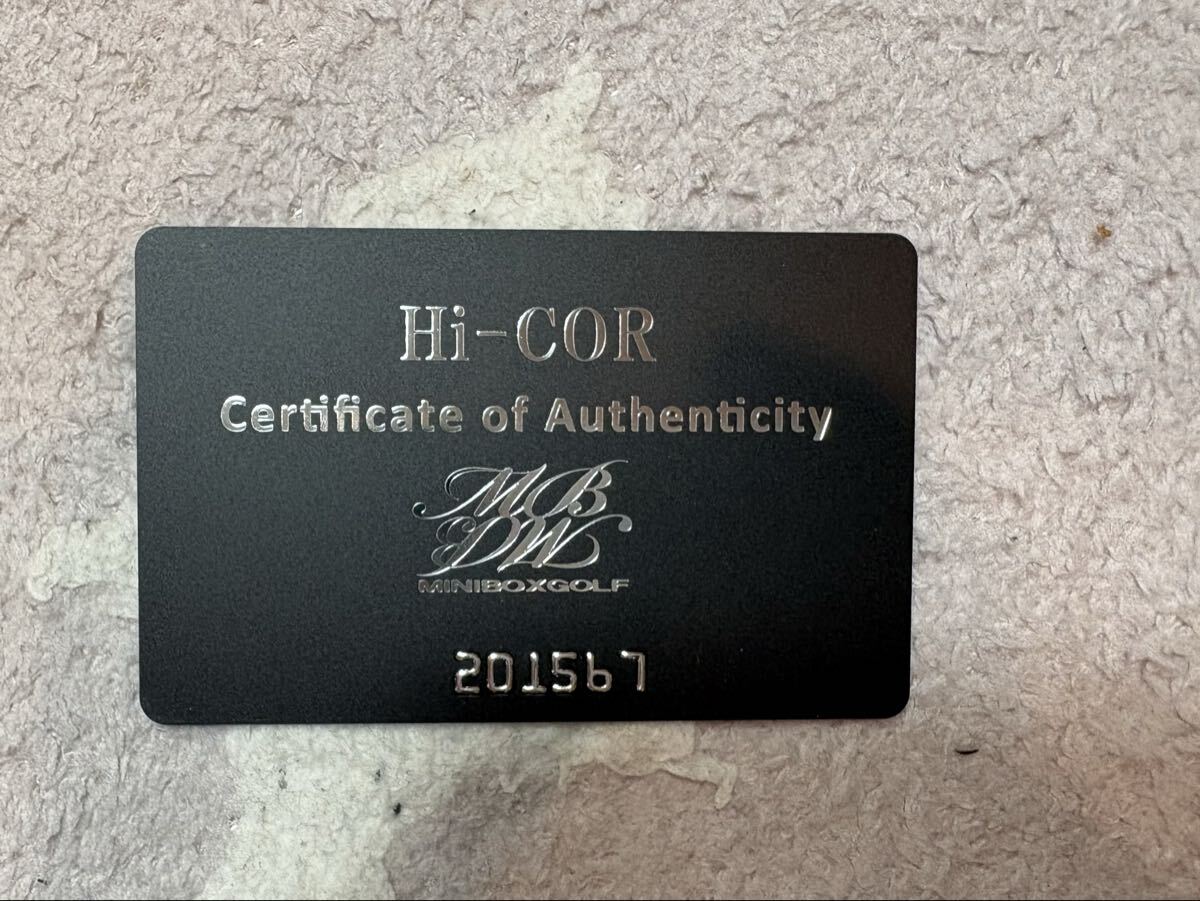 Hi-COR
Certificate of Authenticity
MB
DW
MINIBOXGOLF
201567